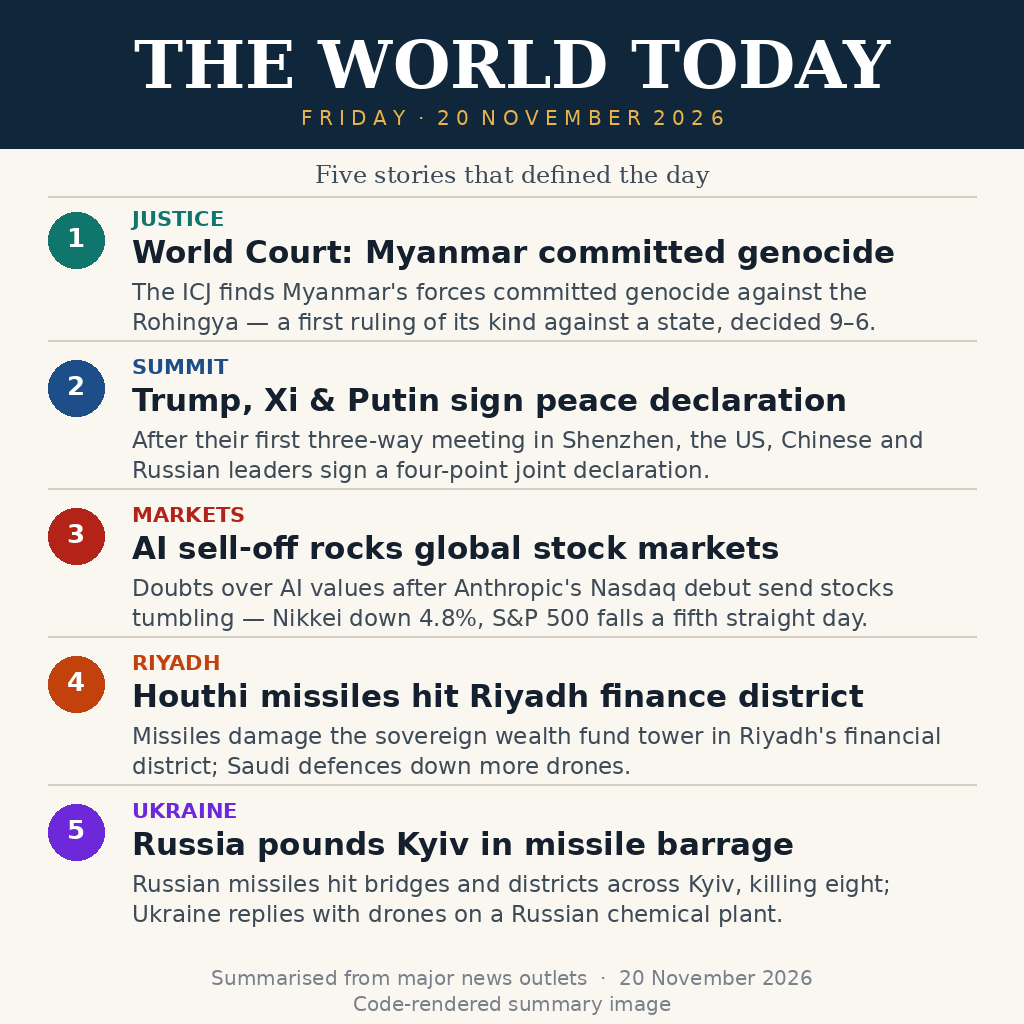 THE WORLD TODAY
FRIDAY · 20 NOVEMBER 2026
Five stories that defined the day
1
JUSTICE
World Court: Myanmar committed genocide
The ICJ finds Myanmar's forces committed genocide against the
Rohingya — a first ruling of its kind against a state, decided 9–6.
2
SUMMIT
Trump, Xi & Putin sign peace declaration
After their first three-way meeting in Shenzhen, the US, Chinese and
Russian leaders sign a four-point joint declaration.
3
MARKETS
AI sell-off rocks global stock markets
Doubts over AI values after Anthropic's Nasdaq debut send stocks
tumbling — Nikkei down 4.8%, S&P 500 falls a fifth straight day.
4
RIYADH
Houthi missiles hit Riyadh finance district
Missiles damage the sovereign wealth fund tower in Riyadh's financial
district; Saudi defences down more drones.
5
UKRAINE
Russia pounds Kyiv in missile barrage
Russian missiles hit bridges and districts across Kyiv, killing eight;
Ukraine replies with drones on a Russian chemical plant.
Summarised from major news outlets · 20 November 2026
Code-rendered summary image